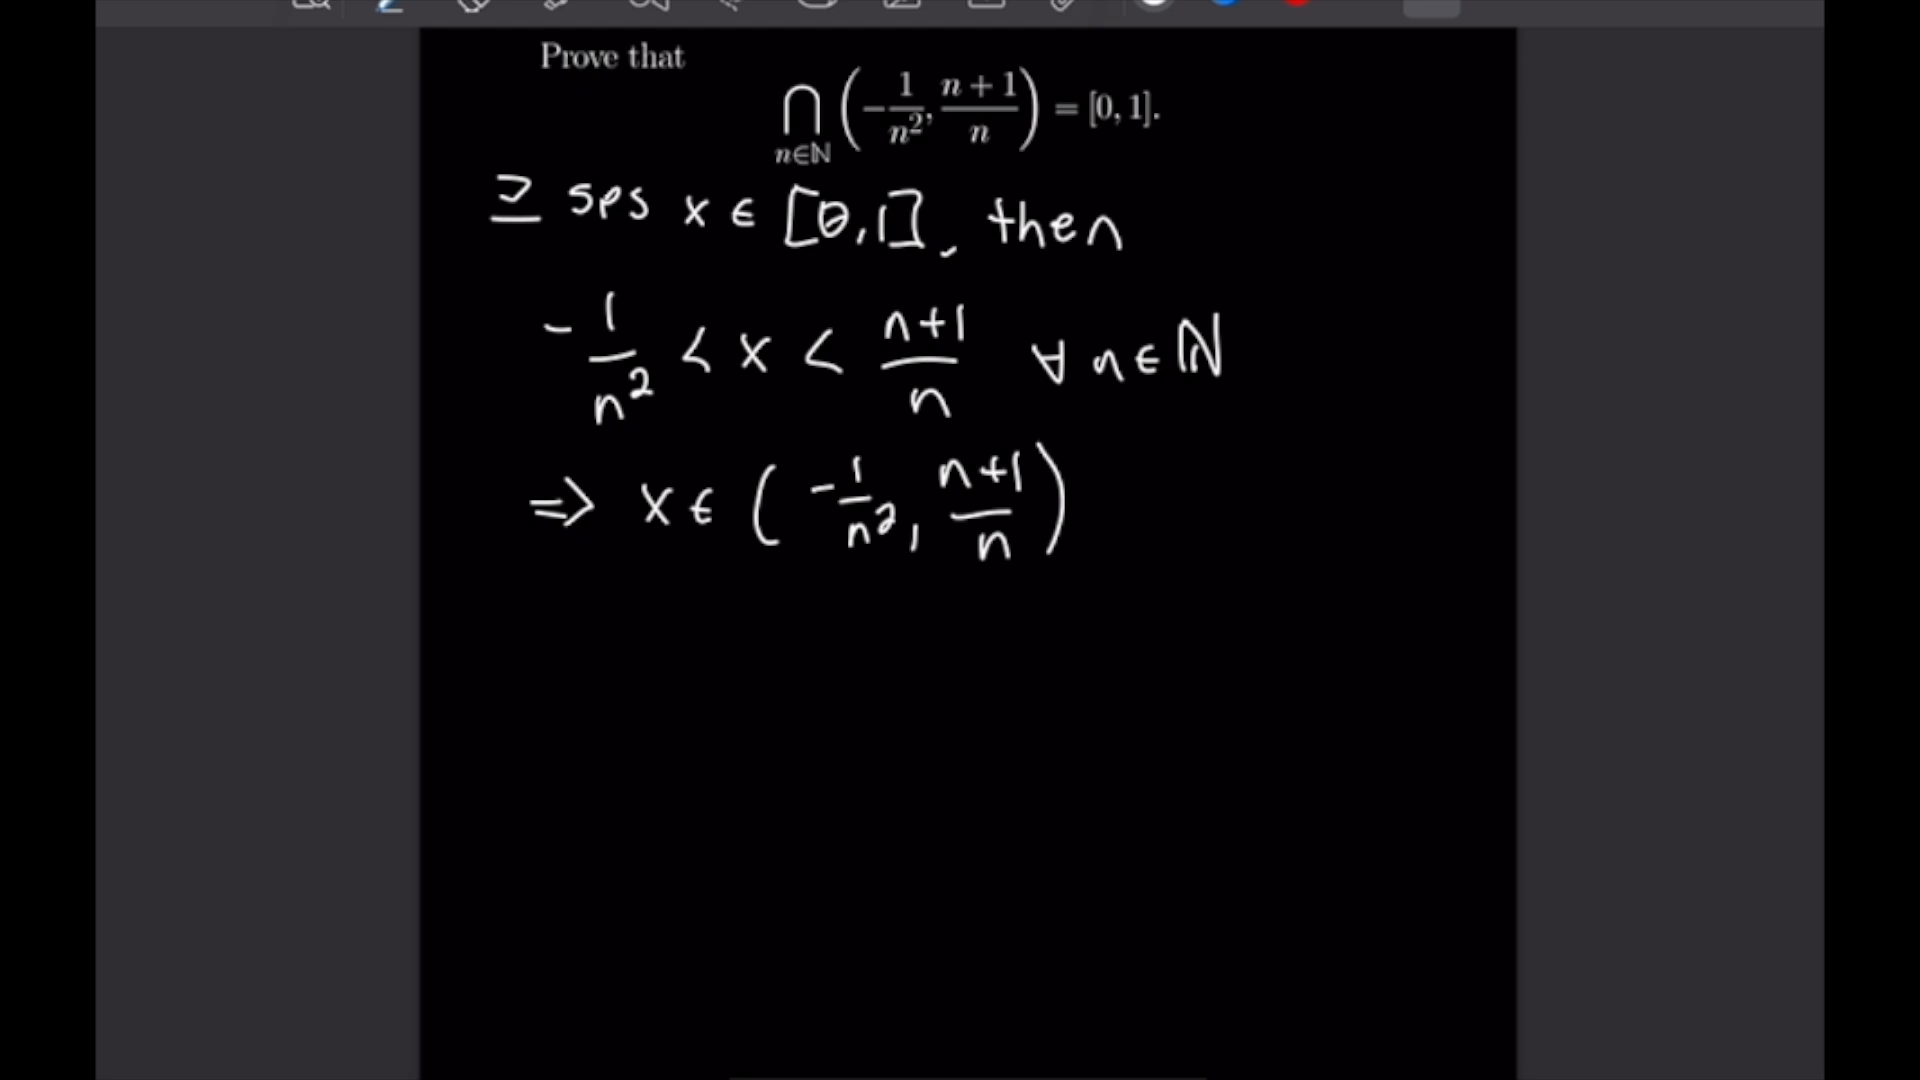 Prove that
⋂_{n∈ℕ} (−1/n², (n+1)/n) = [0, 1].
⊇ sps x ∈ [0,1], then
−1/n² < x < (n+1)/n ∀ n ∈ ℕ
⇒ x ∈ (−1/n², (n+1)/n)